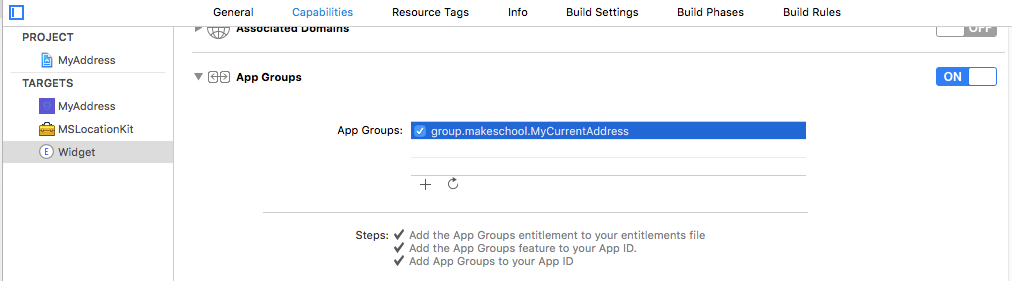 General Capabilities Resource Tags Info Build Settings Build Phases Build Rules
PROJECT
MyAddress
TARGETS
MyAddress
MSLocationKit
E Widget
Associated Domains OFF
App Groups ON
App Groups: group.makeschool.MyCurrentAddress
Steps: ✔ Add the App Groups entitlement to your entitlements file
✔ Add the App Groups feature to your App ID.
✔ Add App Groups to your App ID